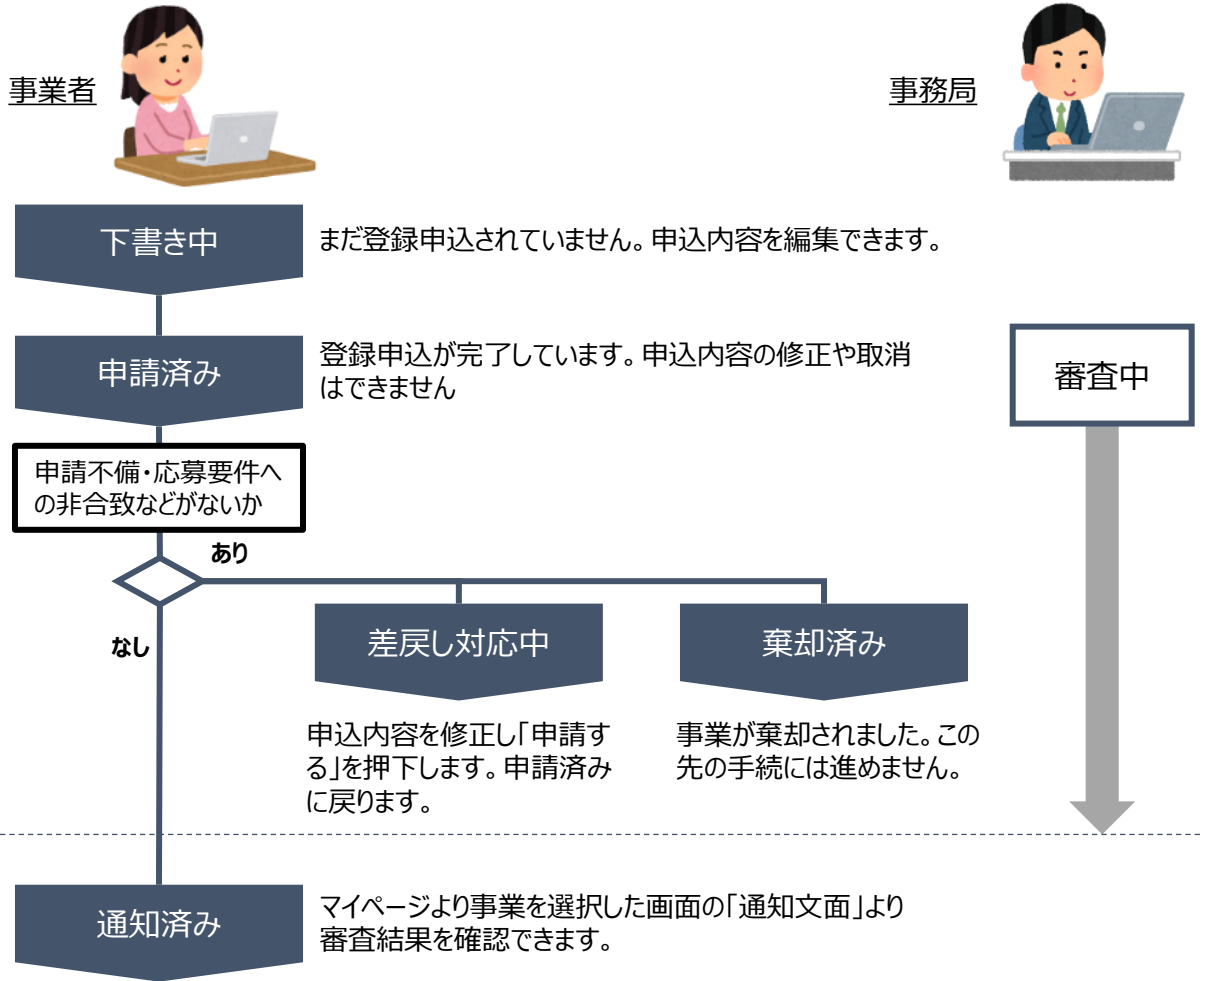 事業者
事務局
下書き中
まだ登録申込されていません。申込内容を編集できます。
申請済み
登録申込が完了しています。申込内容の修正や取消
はできません
審査中
申請不備・応募要件へ
の非合致などがないか
あり
なし
差戻し対応中
棄却済み
申込内容を修正し「申請す
る」を押下します。申請済み
に戻ります。
事業が棄却されました。この
先の手続には進めません。
通知済み
マイページより事業を選択した画面の「通知文面」より
審査結果を確認できます。